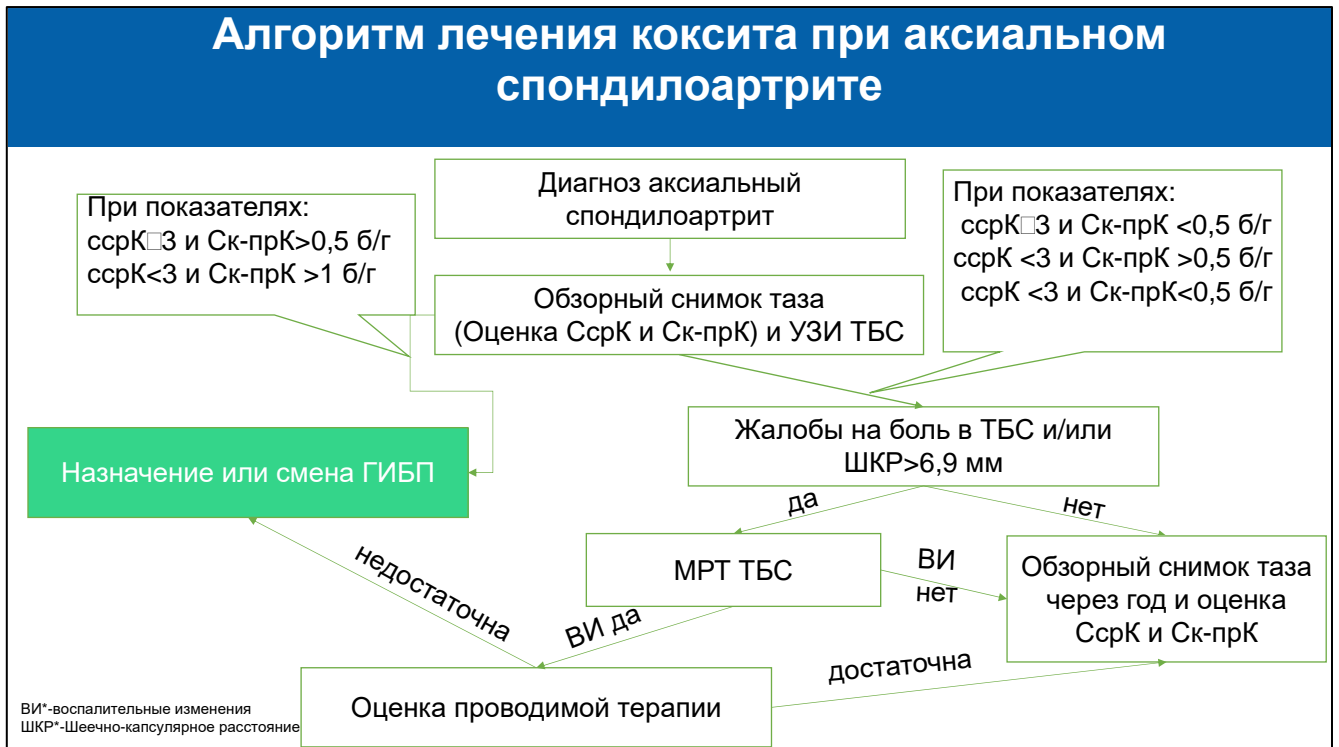 Алгоритм лечения коксита при аксиальном
спондилоартрите
Диагноз аксиальный
спондилоартрит
При показателях:
ссрК□3 и Ск-прК>0,5 б/г
ссрК<3 и Ск-прК >1 б/г
При показателях:
ссрК□3 и Ск-прК <0,5 б/г
ссрК <3 и Ск-прК >0,5 б/г
ссрК <3 и Ск-прК<0,5 б/г
Обзорный снимок таза
(Оценка СсрК и Ск-прК) и УЗИ ТБС
Жалобы на боль в ТБС и/или
ШКР>6,9 мм
Назначение или смена ГИБП
да
нет
МРТ ТБС
ВИ
нет
Обзорный снимок таза
через год и оценка
СсрК и Ск-прК
недостаточна
ВИ да
достаточна
Оценка проводимой терапии
ВИ*-воспалительные изменения
ШКР*-Шеечно-капсулярное расстояние